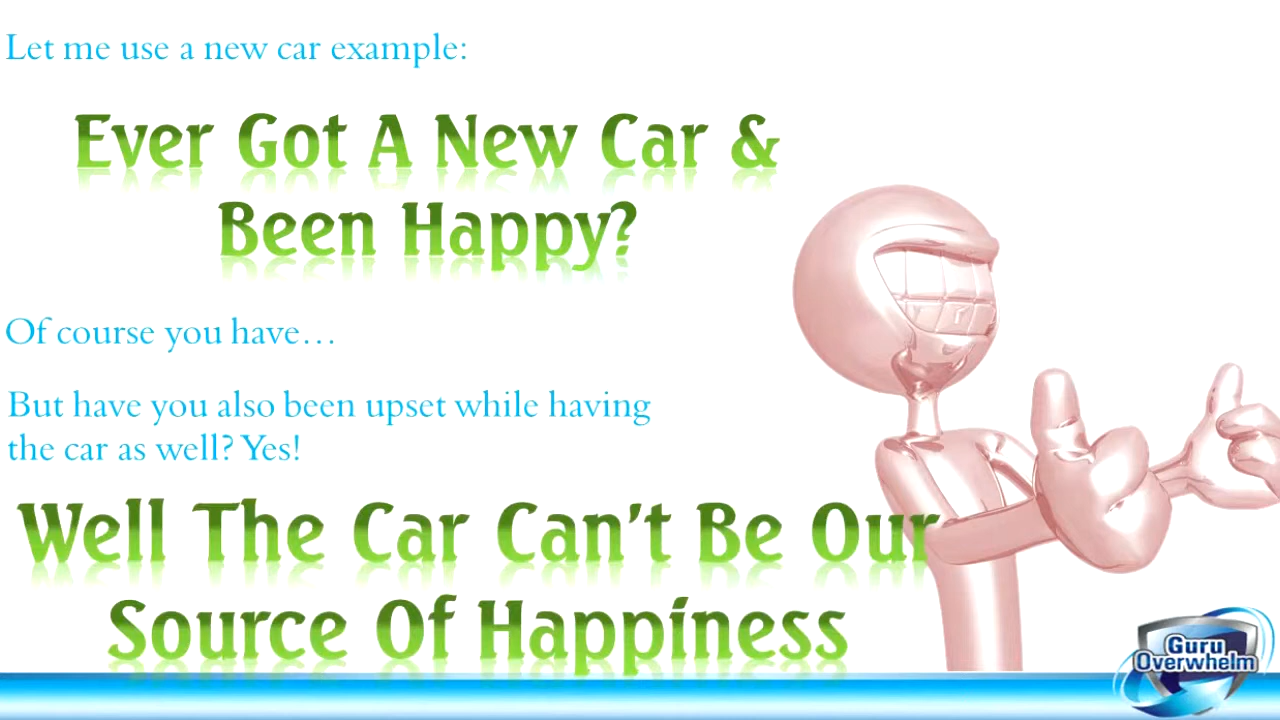 Let me use a new car example:
Ever Got A New Car &
Been Happy?
Of course you have...
But have you also been upset while having
the car as well? Yes!
Well The Car Can't Be Our
Source Of Happiness
Guru
Overwhelm